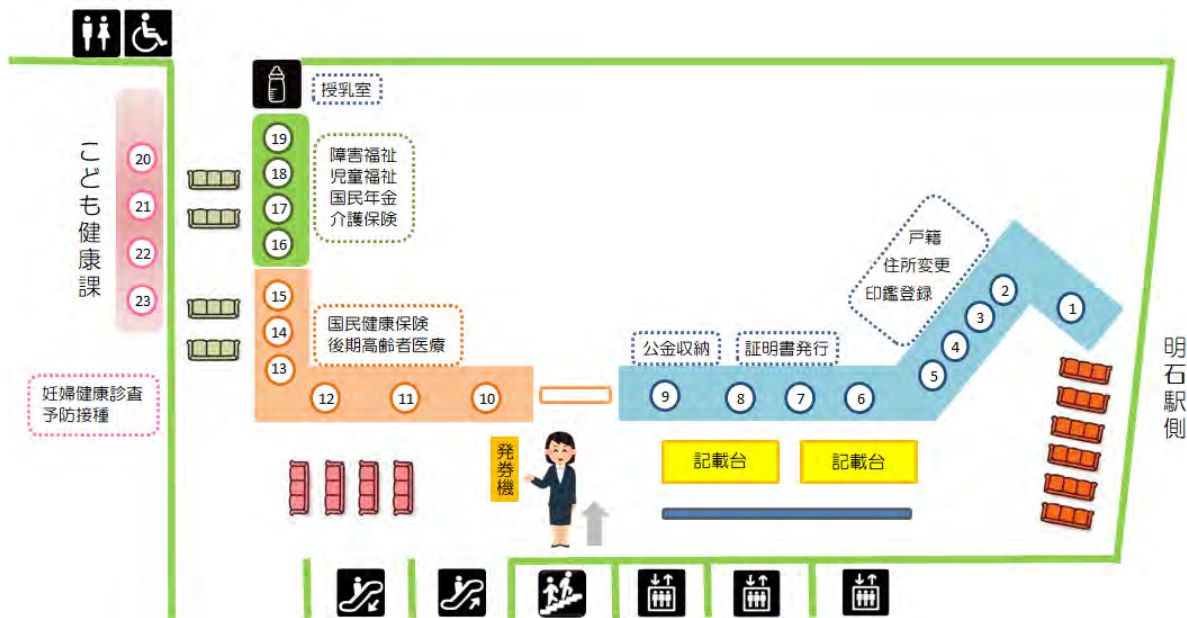 授乳室
19
18
17
16
障害福祉
児童福祉
国民年金
介護保険
こども健康課
20
21
22
23
妊婦健康診査
予防接種
15
14
13
12
11
10
国民健康保険
後期高齢者医療
戸籍
住所変更
印鑑登録
1
2
3
4
5
公金収納
証明書発行
9
8
7
6
明石駅側
発券機
記載台
記載台